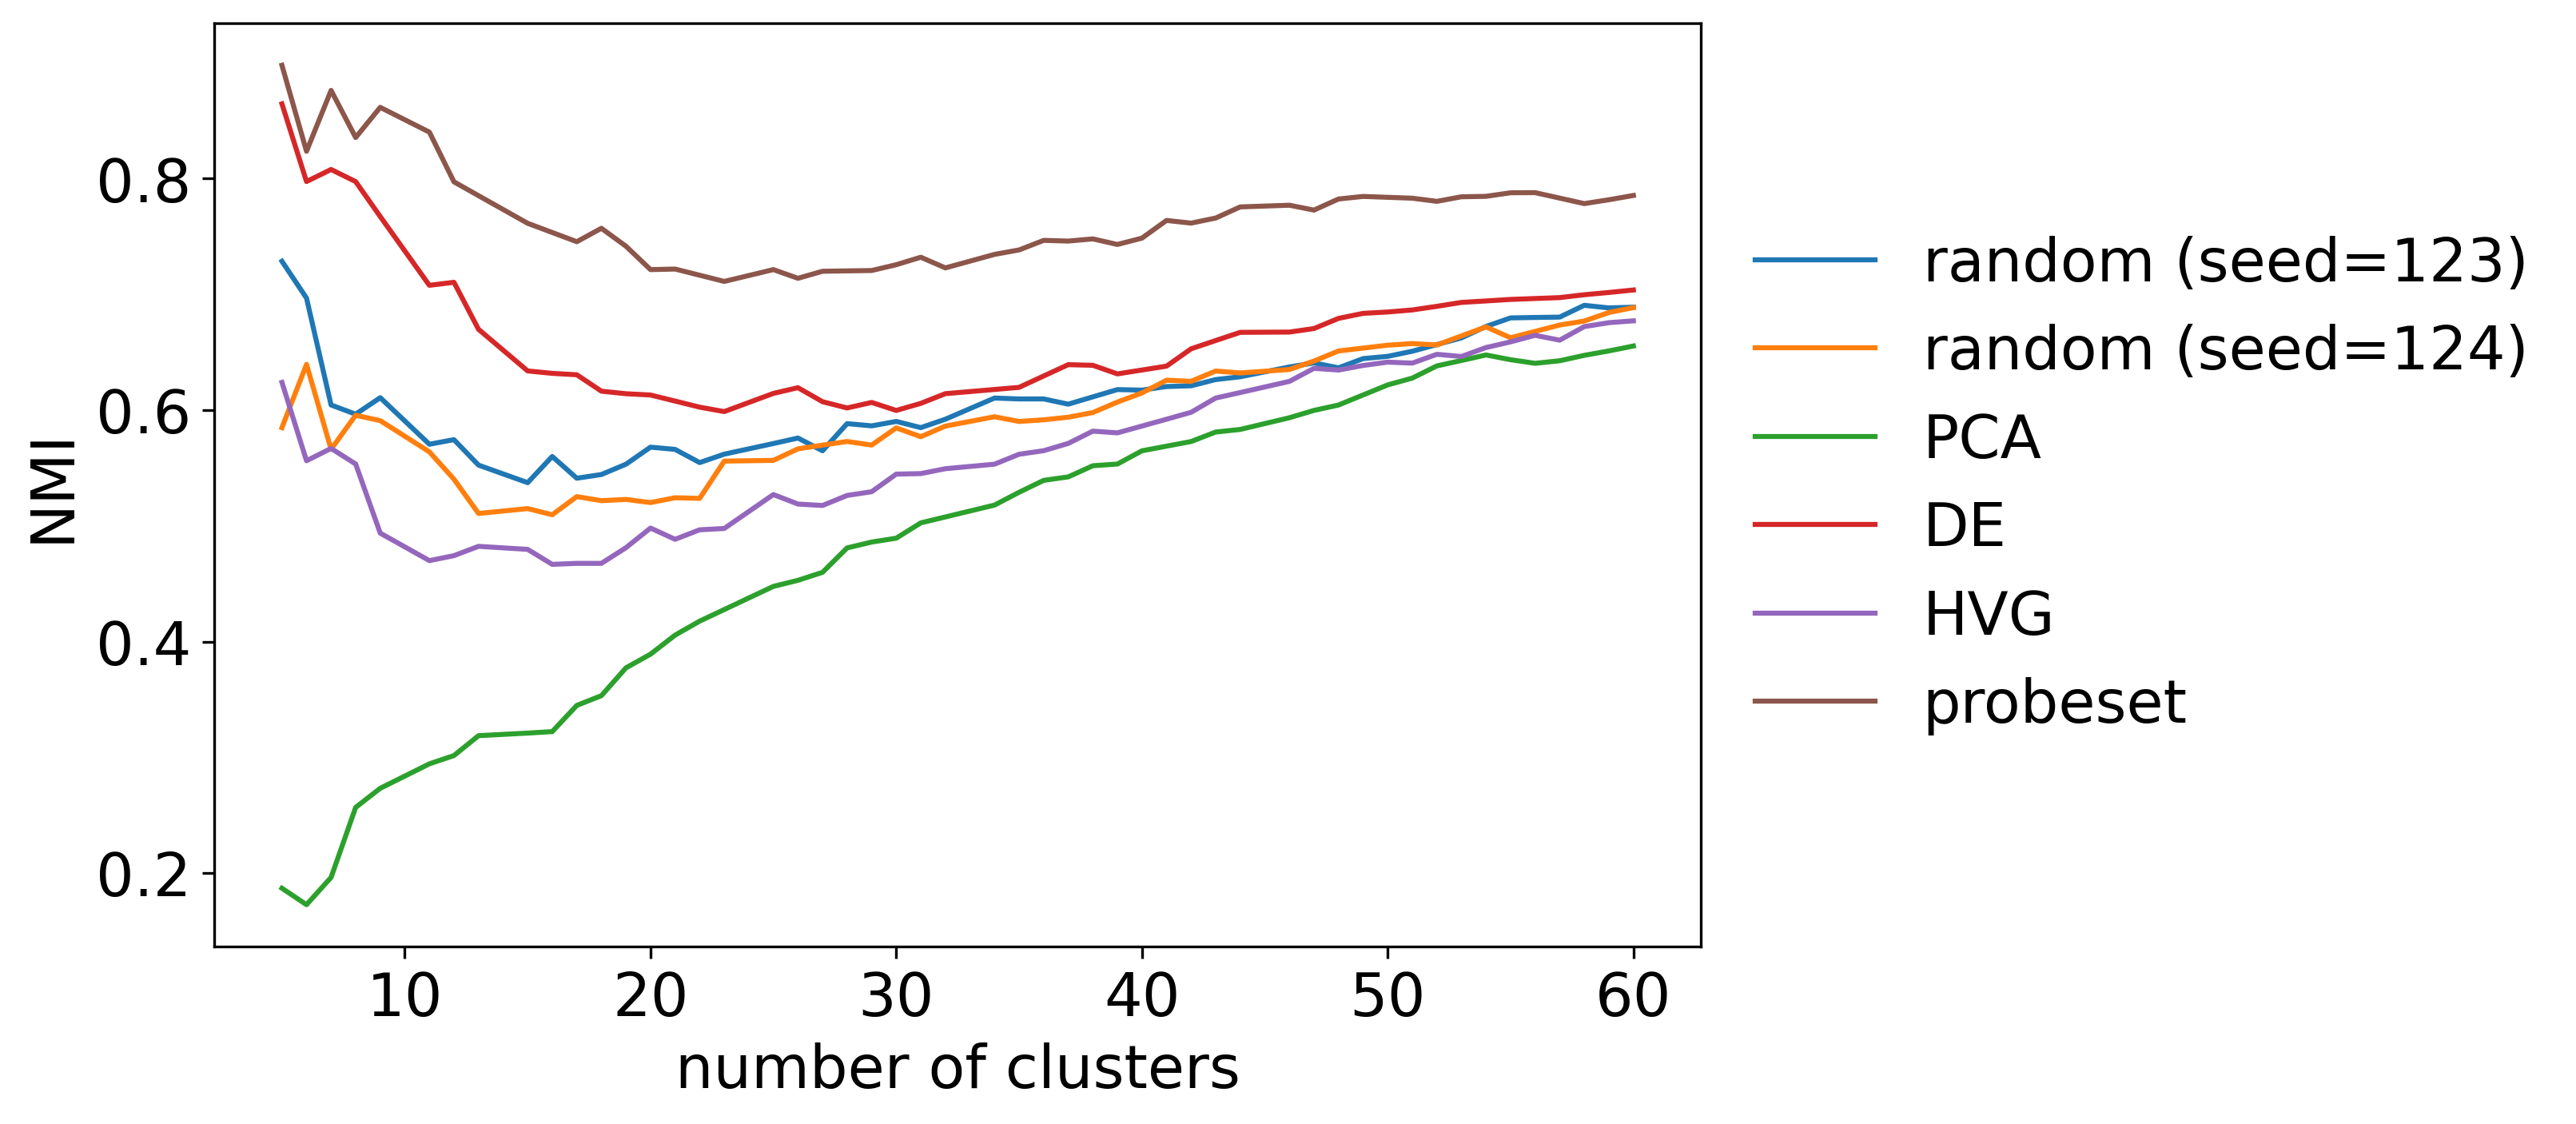 0.8
0.6
0.4
0.2
NMI
10 20 30 40 50 60
number of clusters
random (seed=123)
random (seed=124)
PCA
DE
HVG
probeset